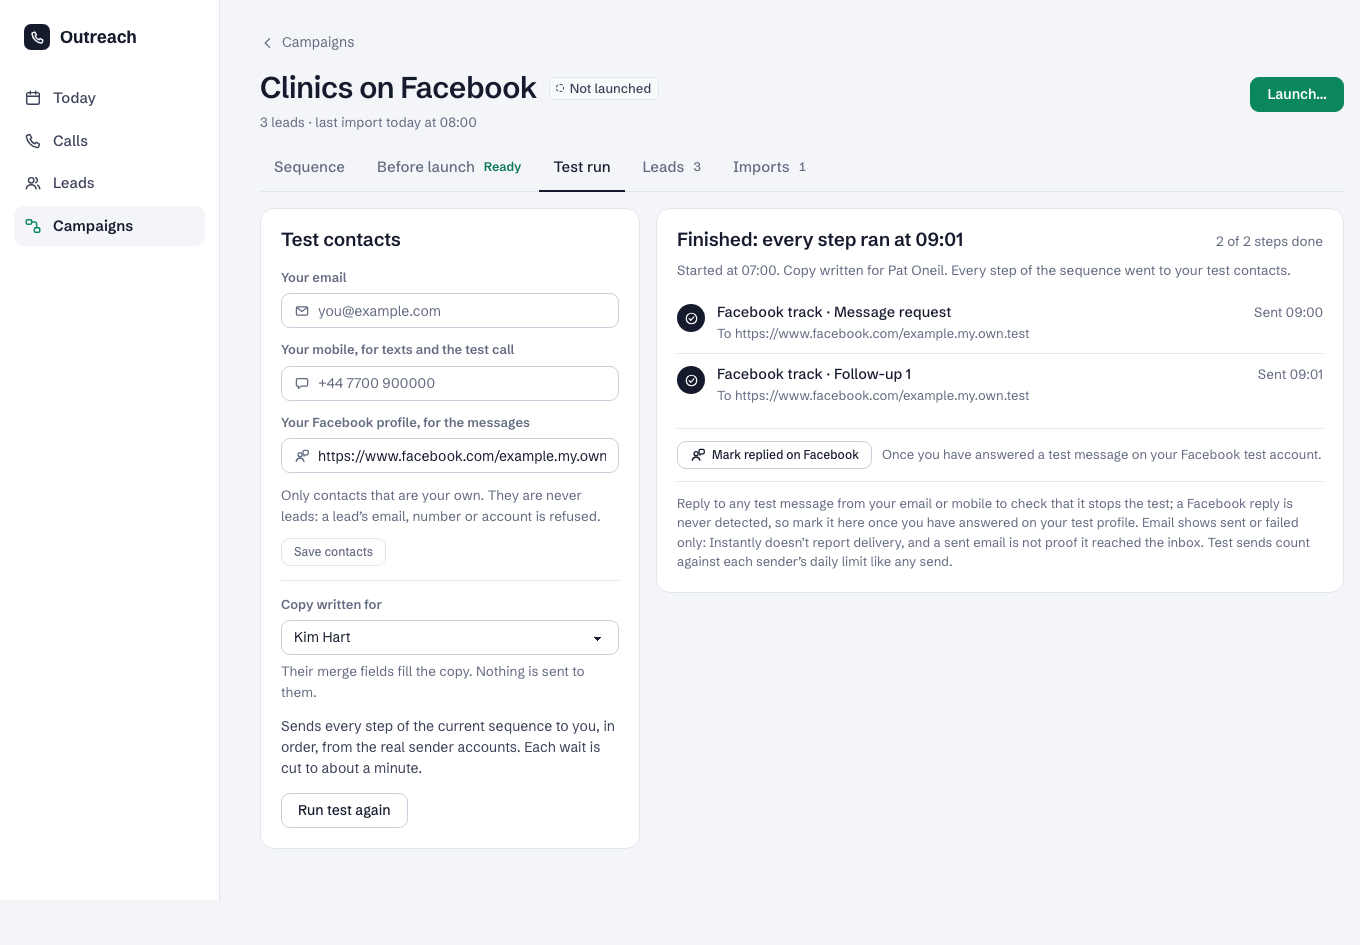 Outreach
Today
Calls
Leads
Campaigns
Campaigns
Clinics on Facebook
Not launched
Launch...
3 leads · last import today at 08:00
Sequence
Before launch Ready
Test run
Leads 3
Imports 1
Test contacts
Your email
you@example.com
Your mobile, for texts and the test call
+44 7700 900000
Your Facebook profile, for the messages
https://www.facebook.com/example.my.own
Only contacts that are your own. They are never
leads: a lead’s email, number or account is refused.
Save contacts
Copy written for
Kim Hart
Their merge fields fill the copy. Nothing is sent to
them.
Sends every step of the current sequence to you, in
order, from the real sender accounts. Each wait is
cut to about a minute.
Run test again
Finished: every step ran at 09:01
2 of 2 steps done
Started at 07:00. Copy written for Pat Oneil. Every step of the sequence went to your test contacts.
Facebook track · Message request
Sent 09:00
To https://www.facebook.com/example.my.own.test
Facebook track · Follow-up 1
Sent 09:01
To https://www.facebook.com/example.my.own.test
Mark replied on Facebook
Once you have answered a test message on your Facebook test account.
Reply to any test message from your email or mobile to check that it stops the test; a Facebook reply is
never detected, so mark it here once you have answered on your test profile. Email shows sent or failed
only: Instantly doesn’t report delivery, and a sent email is not proof it reached the inbox. Test sends count
against each sender’s daily limit like any send.